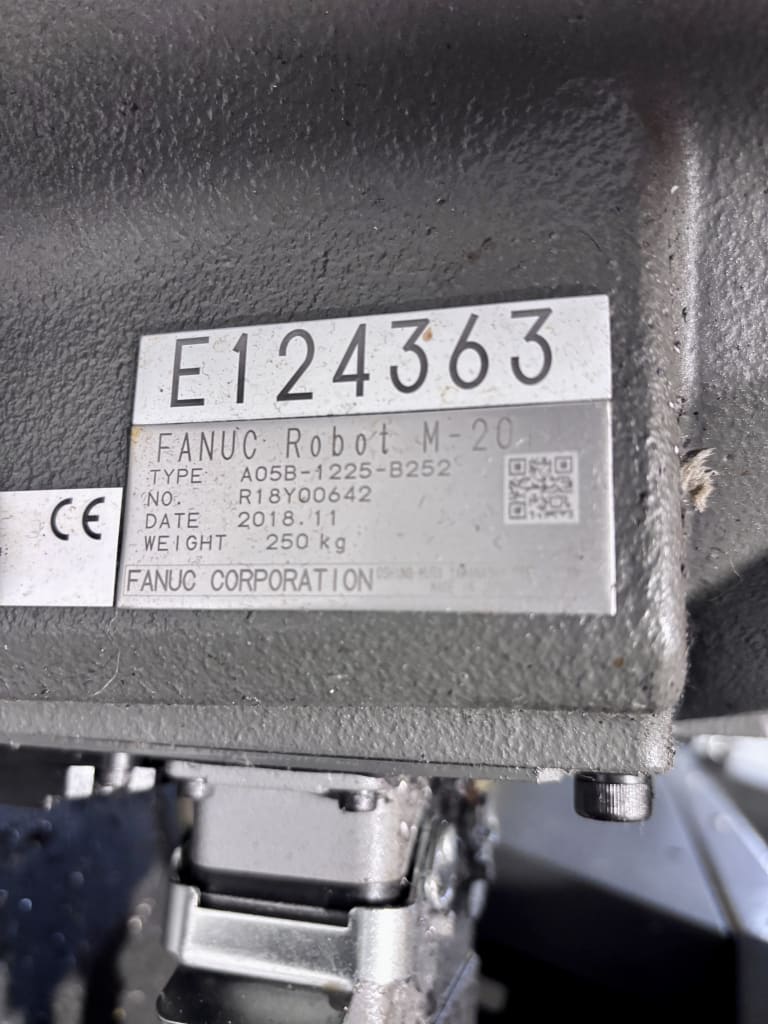 E124363
FANUC Robot M-20
TYPE A05B-1225-B252
NO. R18Y00642
DATE 2018.11
WEIGHT 250 kg
CE
FANUC CORPORATION